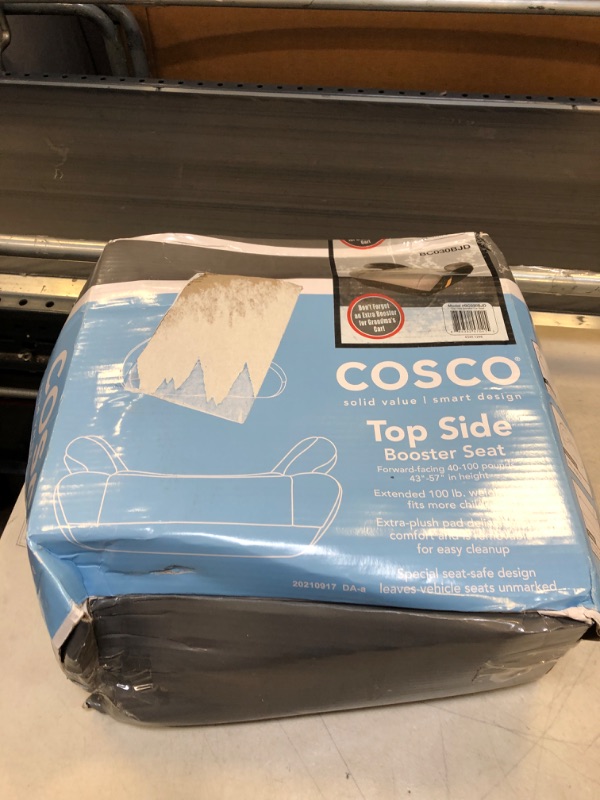 BC030BJD
Don't Forget
an Extra Booster
for Grandma's
Car!
Car!
COSCO
solid value | smart design
Top Side
Booster Seat
Forward-facing 40-100 pounds
43"-57" in height
Extended 100 lb.
fits more
Extra-plush pad
comfort and is
for easy cleanup
Special seat-safe design
leaves vehicle seats unmarked
20210917 DA-a
COSCO